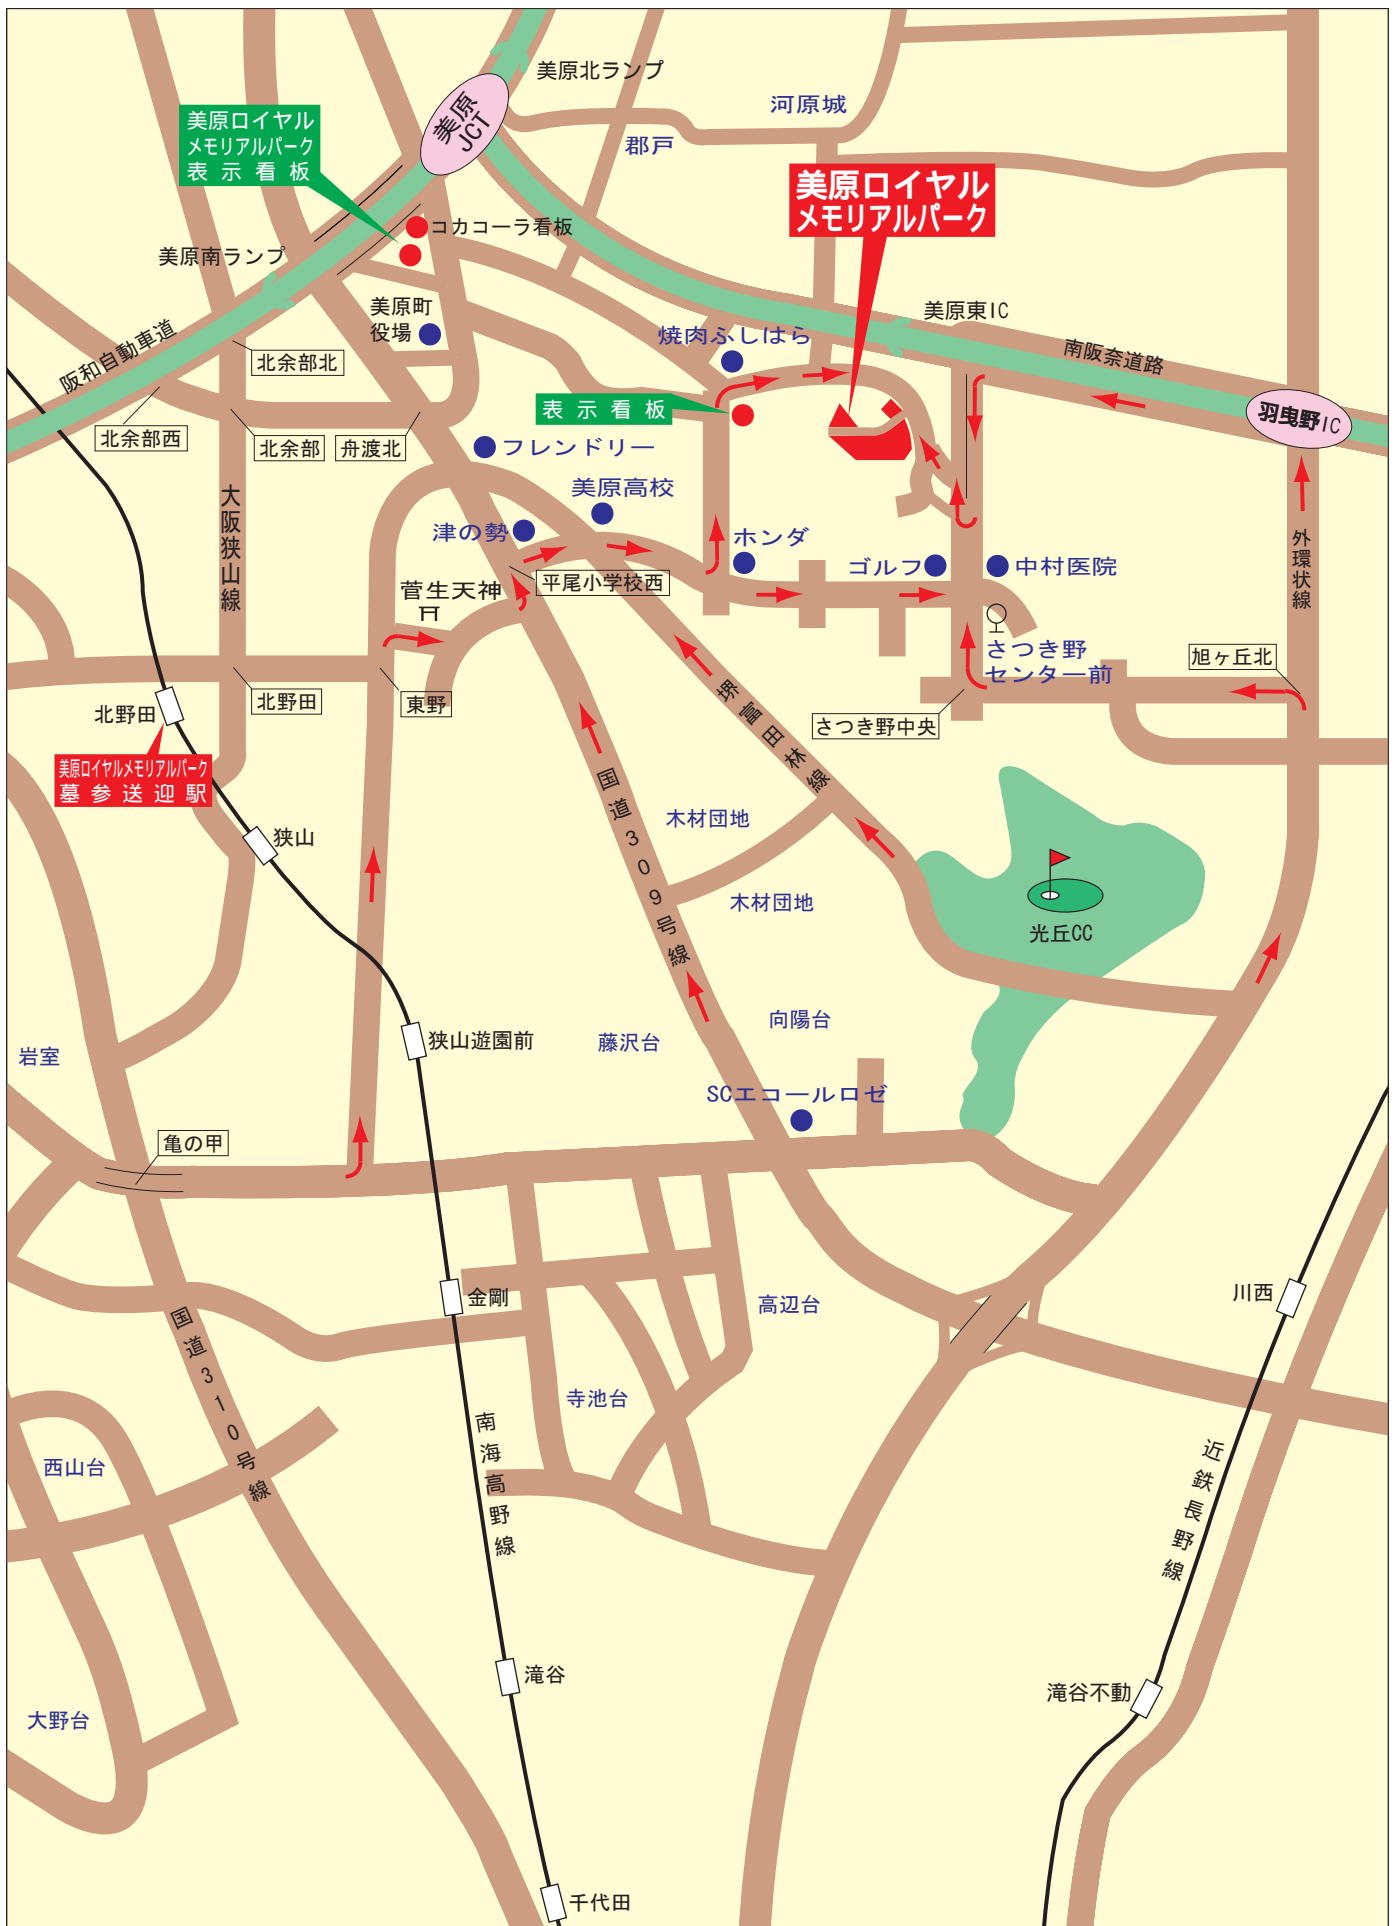 美原北ランプ
河原城
美原
JCT
美原ロイヤル
メモリアルパーク
表示看板
郡戸
美原ロイヤル
メモリアルパーク
コカコーラ看板
美原南ランプ
美原町
役場
美原東IC
焼肉ふじはら
南阪奈道路
阪和自動車道
北余部北
表示看板
羽曳野IC
北余部西
北余部
舟渡北
フレンドリー
美原高校
大阪狭山線
津の勢
ホンダ
ゴルフ
中村医院
外環状線
平尾小学校西
菅生天神
さつき野
センター前
旭ヶ丘北
北野田
北野田
東野
さつき野中央
堺富田林線
美原ロイヤルメモリアルパーク
墓参送迎駅
国道309号線
木材団地
狭山
木材団地
光丘CC
向陽台
狭山遊園前
藤沢台
岩室
SCエコールロゼ
亀の甲
川西
金剛
高辺台
国道310号線
寺池台
南海高野線
近鉄長野線
西山台
滝谷
滝谷不動
大野台
千代田